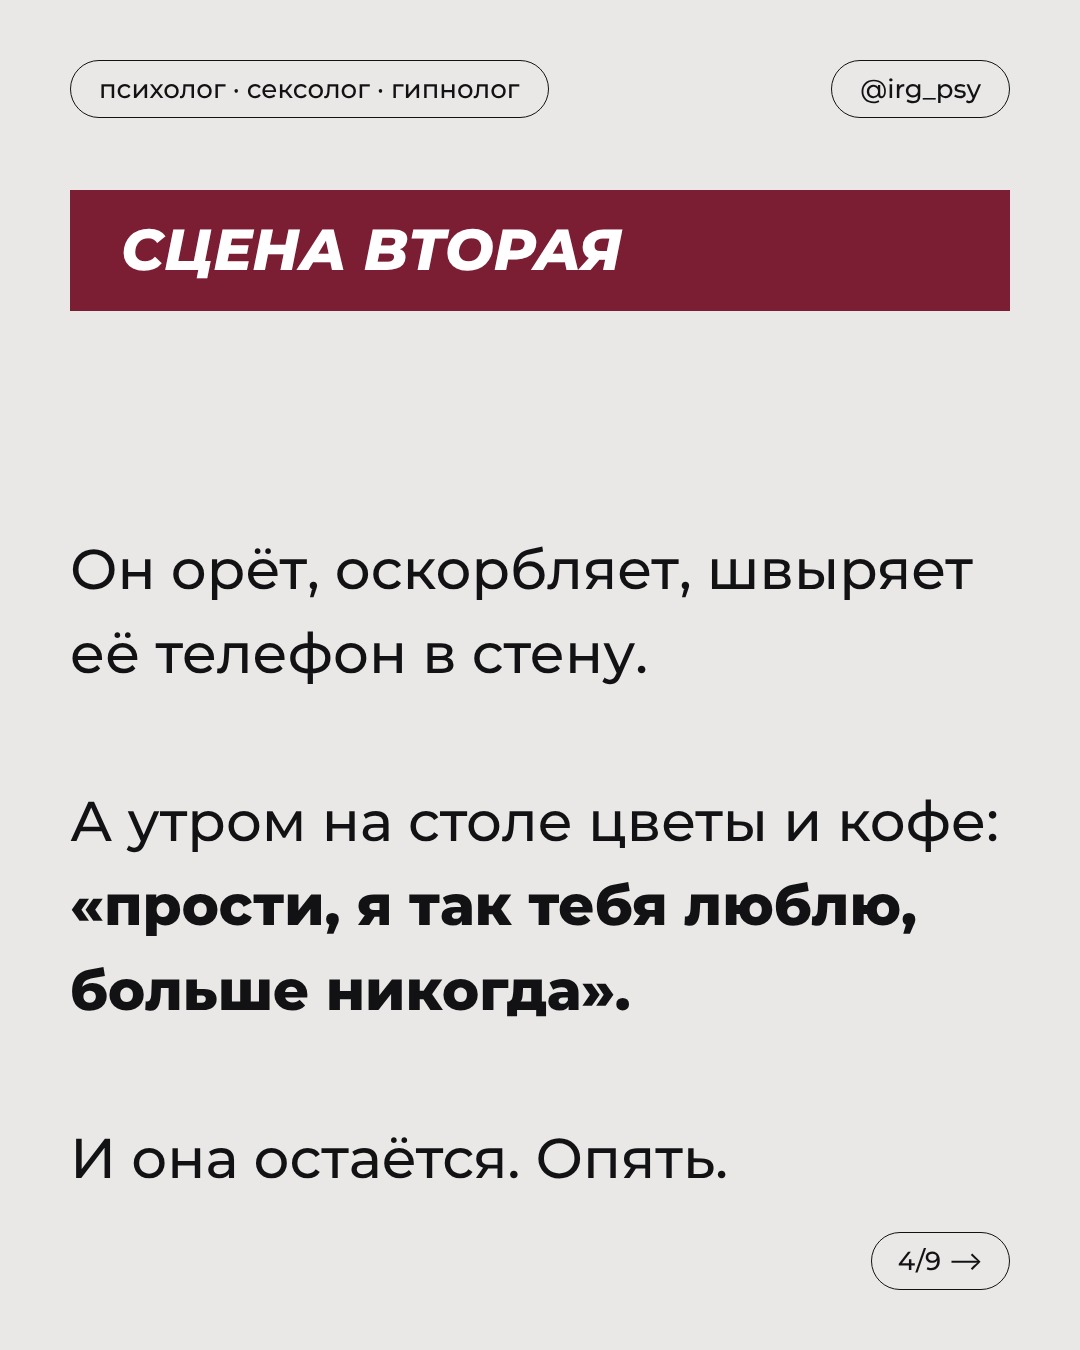 психолог · сексолог · гипнолог
@irg_psy
СЦЕНА ВТОРАЯ
Он орёт, оскорбляет, швыряет
её телефон в стену.
А утром на столе цветы и кофе:
«прости, я так тебя люблю,
больше никогда».
И она остаётся. Опять.
4/9 →